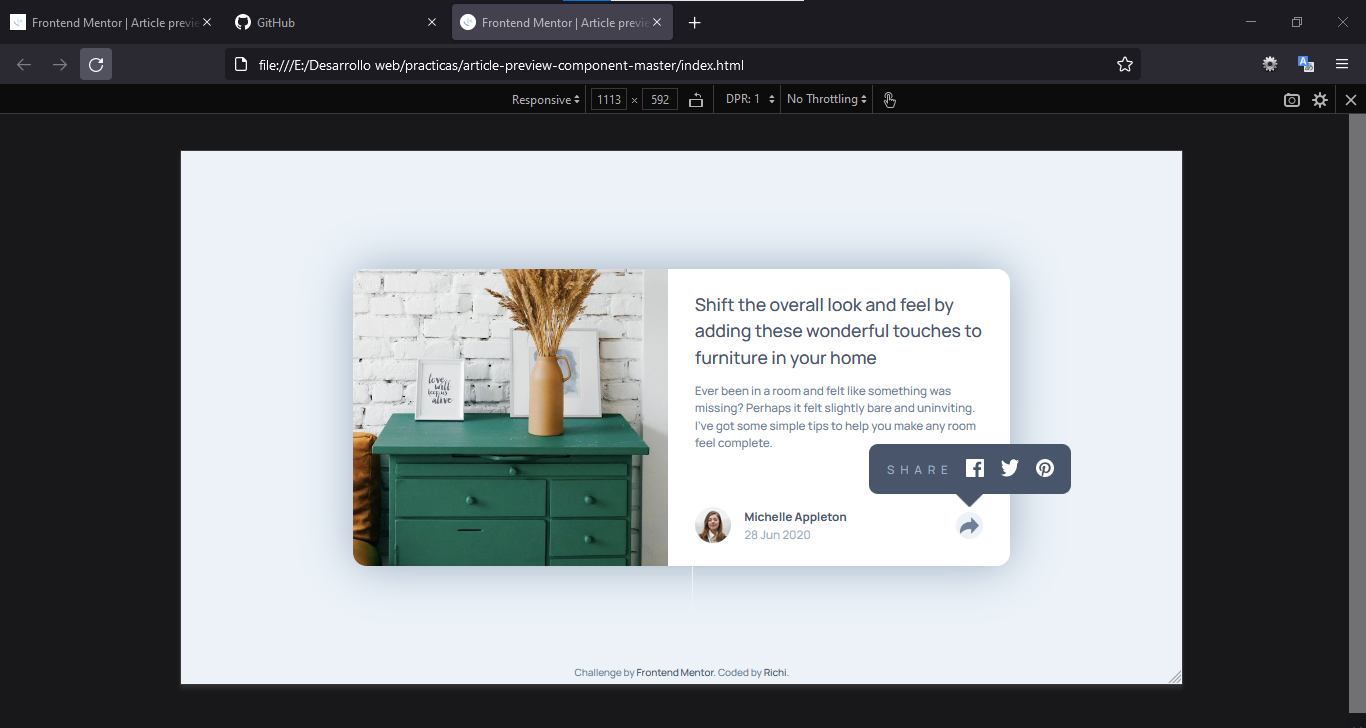 Frontend Mentor | Article previe
GitHub
Frontend Mentor | Article previe
file:///E:/Desarrollo web/practicas/article-preview-component-master/index.html
Responsive 1113 × 592 DPR: 1 No Throttling
Shift the overall look and feel by
adding these wonderful touches to
furniture in your home
Ever been in a room and felt like something was
missing? Perhaps it felt slightly bare and uninviting.
I've got some simple tips to help you make any room
feel complete.
love
will
keep us
alive
SHARE
Michelle Appleton
28 Jun 2020
Challenge by Frontend Mentor. Coded by Richi.